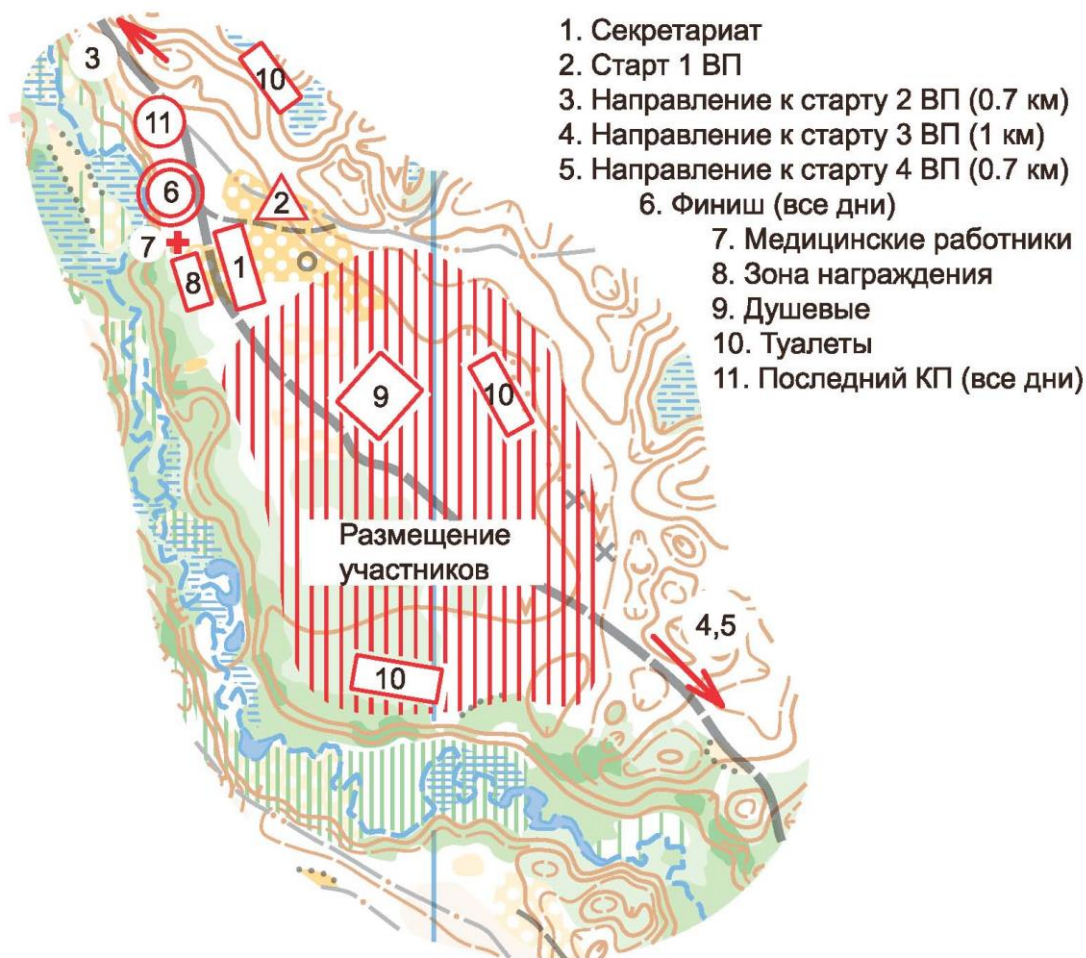 1. Секретариат
2. Старт 1 ВП
3. Направление к старту 2 ВП (0.7 км)
4. Направление к старту 3 ВП (1 км)
5. Направление к старту 4 ВП (0.7 км)
6. Финиш (все дни)
7. Медицинские работники
8. Зона награждения
9. Душевые
10. Туалеты
11. Последний КП (все дни)
3
10
11
6
2
7
8
1
9
10
Размещение
участников
4,5
10